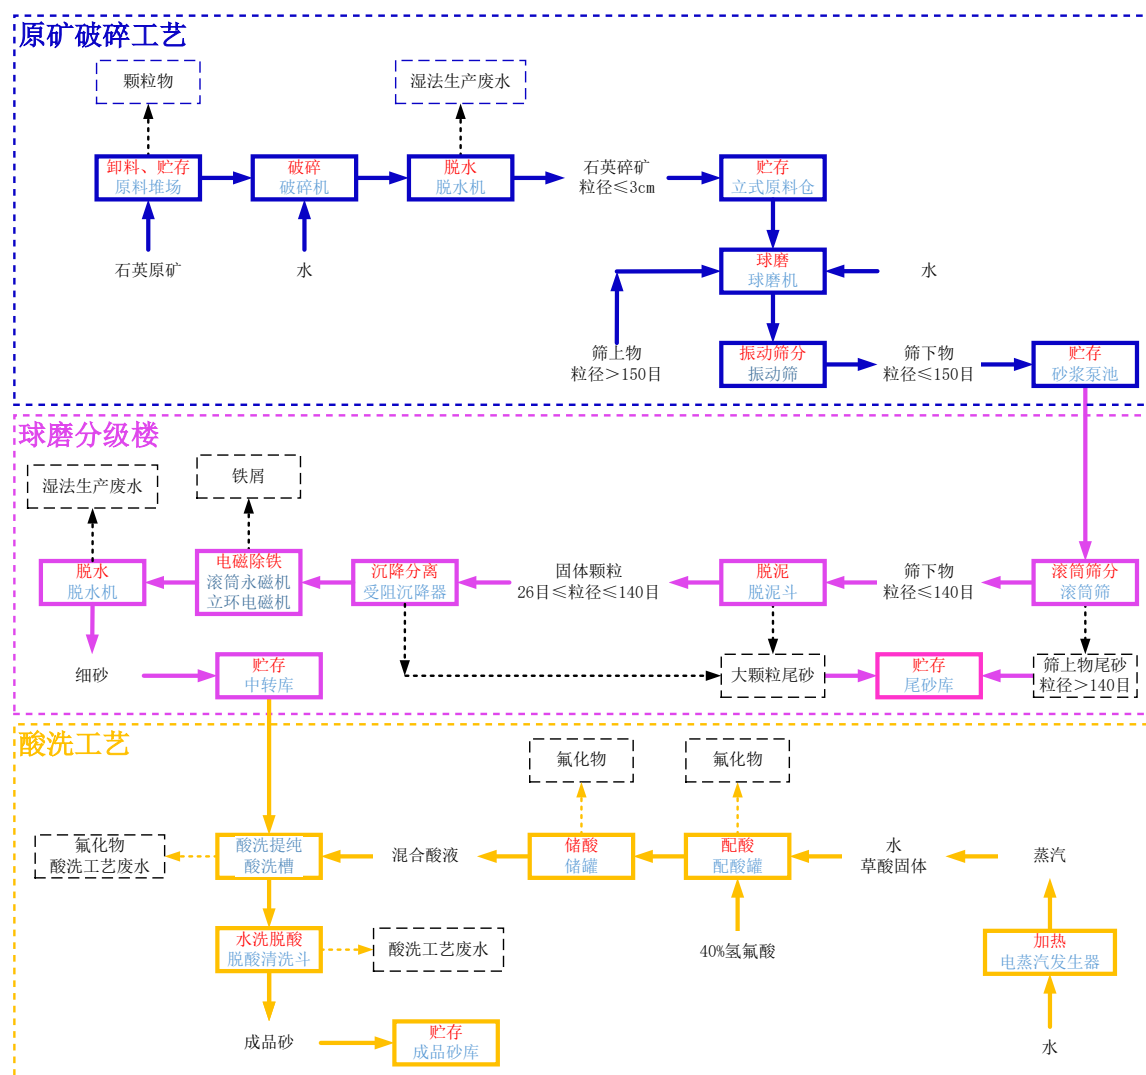 原矿破碎工艺
颗粒物
湿法生产废水
卸料、贮存
原料堆场
破碎
破碎机
脱水
脱水机
石英碎矿
粒径≤3cm
贮存
立式原料仓
石英原矿
水
球磨
球磨机
水
筛上物
粒径＞150目
振动筛分
振动筛
筛下物
粒径≤150目
贮存
砂浆泵池
球磨分级楼
湿法生产废水
铁屑
脱水
脱水机
电磁除铁
滚筒永磁机
立环电磁机
沉降分离
受阻沉降器
固体颗粒
26目≤粒径≤140目
脱泥
脱泥斗
筛下物
粒径≤140目
滚筒筛分
滚筒筛
细砂
贮存
中转库
大颗粒尾砂
贮存
尾砂库
筛上物尾砂
粒径＞140目
酸洗工艺
氟化物
氟化物
氟化物
酸洗工艺废水
酸洗提纯
酸洗槽
混合酸液
储酸
储罐
配酸
配酸罐
水
草酸固体
蒸汽
水洗脱酸
脱酸清洗斗
酸洗工艺废水
40%氢氟酸
加热
电蒸汽发生器
成品砂
贮存
成品砂库
水